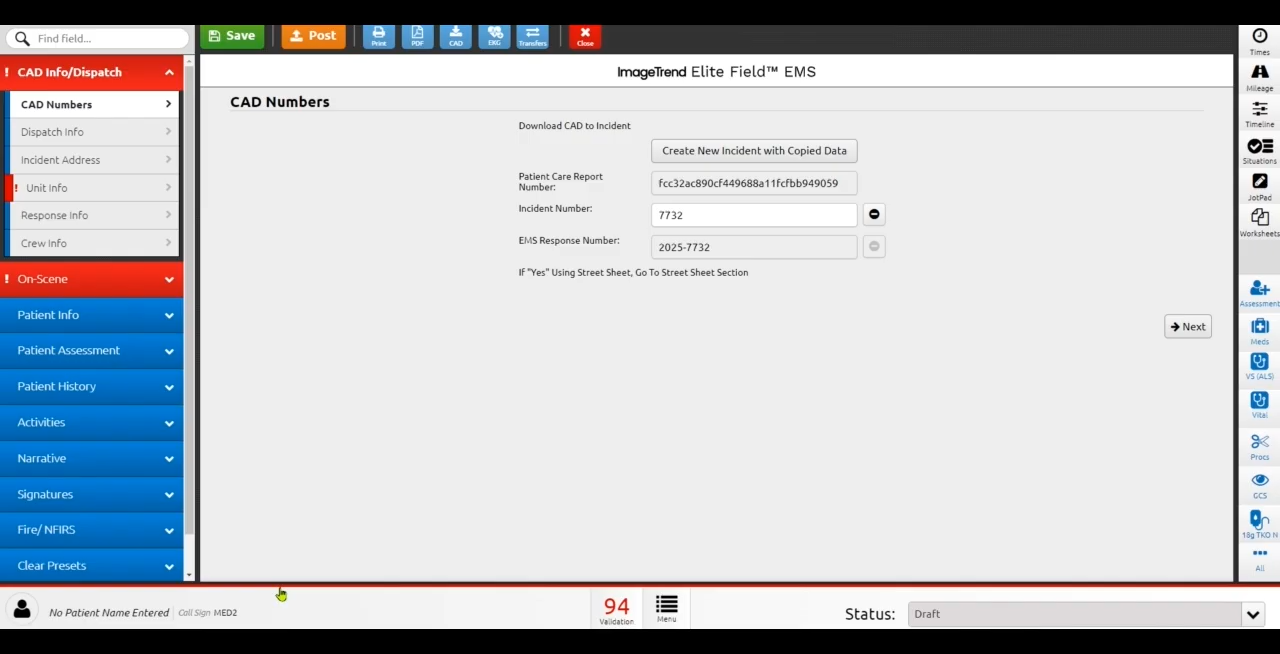 Find field...
Save
Post
Print
PDF
CAD
EKG
Transfers
Close
Times
! CAD Info/Dispatch
ImageTrend Elite Field™ EMS
Mileage
CAD Numbers
CAD Numbers
Dispatch Info
Incident Address
! Unit Info
Response Info
Crew Info
Download CAD to Incident
Create New Incident with Copied Data
Patient Care Report
Number:
fcc32ac890cf449688a11fcfbb949059
Incident Number:
7732
EMS Response Number:
2025-7732
If "Yes" Using Street Sheet, Go To Street Sheet Section
Next
Timeline
Situations
JotPad
Worksheets
! On-Scene
Patient Info
Patient Assessment
Patient History
Activities
Narrative
Signatures
Fire/ NFIRS
Clear Presets
Assessment
Meds
VS (ALS)
Vital
Procs
GCS
18g TKO N
All
No Patient Name Entered
Call Sign MED2
94
Validation
Menu
Status:
Draft